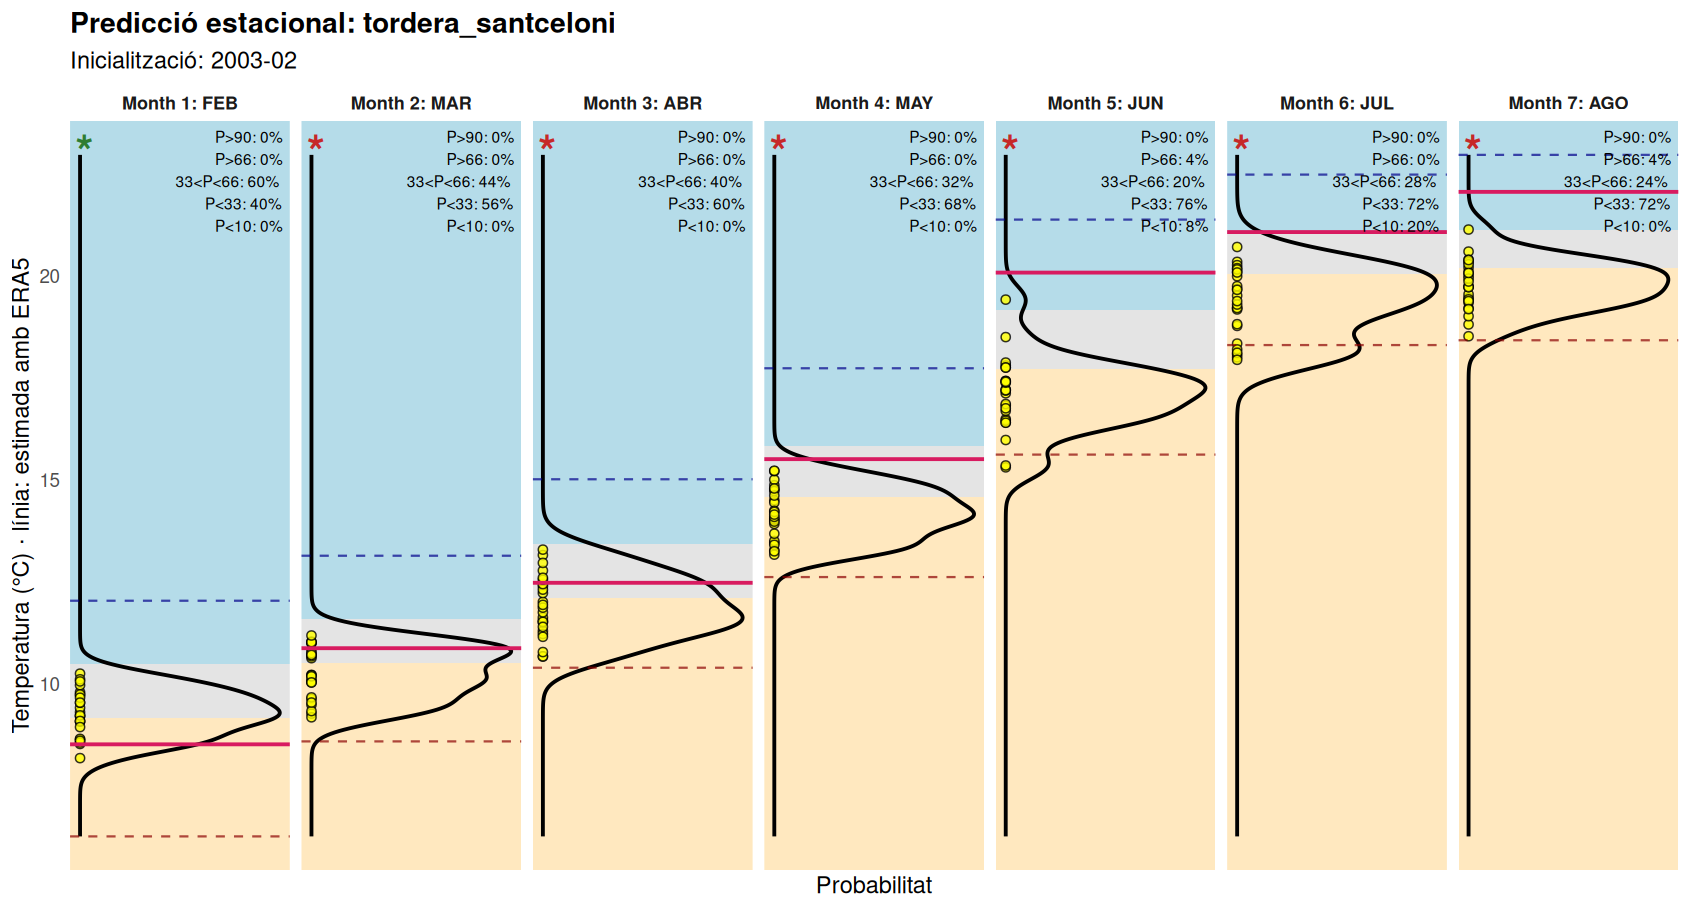 Predicció estacional: tordera_santceloni
Inicialització: 2003-02
Month 1: FEB
Month 2: MAR
Month 3: ABR
Month 4: MAY
Month 5: JUN
Month 6: JUL
Month 7: AGO
*
P>90: 0%
P>66: 0%
33<P<66: 60%
P<33: 40%
P<10: 0%
*
P>90: 0%
P>66: 0%
33<P<66: 44%
P<33: 56%
P<10: 0%
*
P>90: 0%
P>66: 0%
33<P<66: 40%
P<33: 60%
P<10: 0%
*
P>90: 0%
P>66: 0%
33<P<66: 32%
P<33: 68%
P<10: 0%
*
P>90: 0%
P>66: 4%
33<P<66: 20%
P<33: 76%
P<10: 8%
*
P>90: 0%
P>66: 0%
33<P<66: 28%
P<33: 72%
P<10: 20%
*
P>90: 0%
P>66: 4%
33<P<66: 24%
P<33: 72%
P<10: 0%
20
15
10
Temperatura (°C) · línia: estimada amb ERA5
Probabilitat